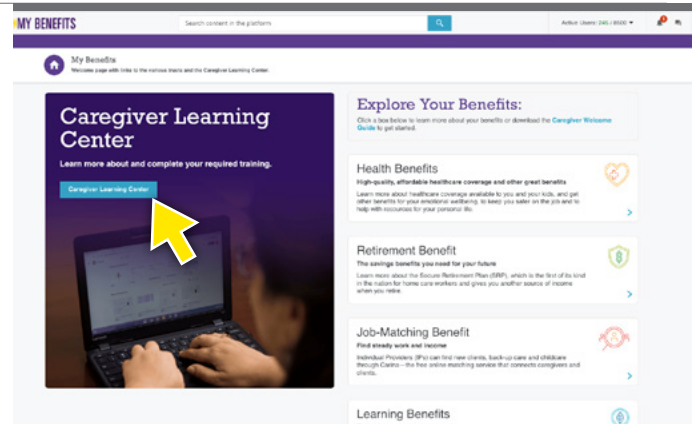 MY BENEFITS
Search content in the platform
Active Users: 246 / 6500
My Benefits
Welcome page with links to the various trusts and the Caregiver Learning Center.
Caregiver Learning
Center
Learn more about and complete your required training.
Caregiver Learning Center
Explore Your Benefits:
Click a box below to learn more about your benefits or download the Caregiver Welcome
Guide to get started.
Health Benefits
High-quality, affordable healthcare coverage and other great benefits
Learn more about healthcare coverage available to you and your kids, and get
other benefits for your emotional wellbeing, to keep you safer on the job and to
help with resources for your personal life.
Retirement Benefit
The savings benefits you need for your future
Learn more about the Secure Retirement Plan (SRP), which is the first of its kind
in the nation for home care workers and gives you another source of income
when you retire.
Job-Matching Benefit
Find steady work and income
Individual Providers (IPs) can find new clients, back-up care and childcare
through Carina – the free online matching service that connects caregivers and
clients.
Learning Benefits